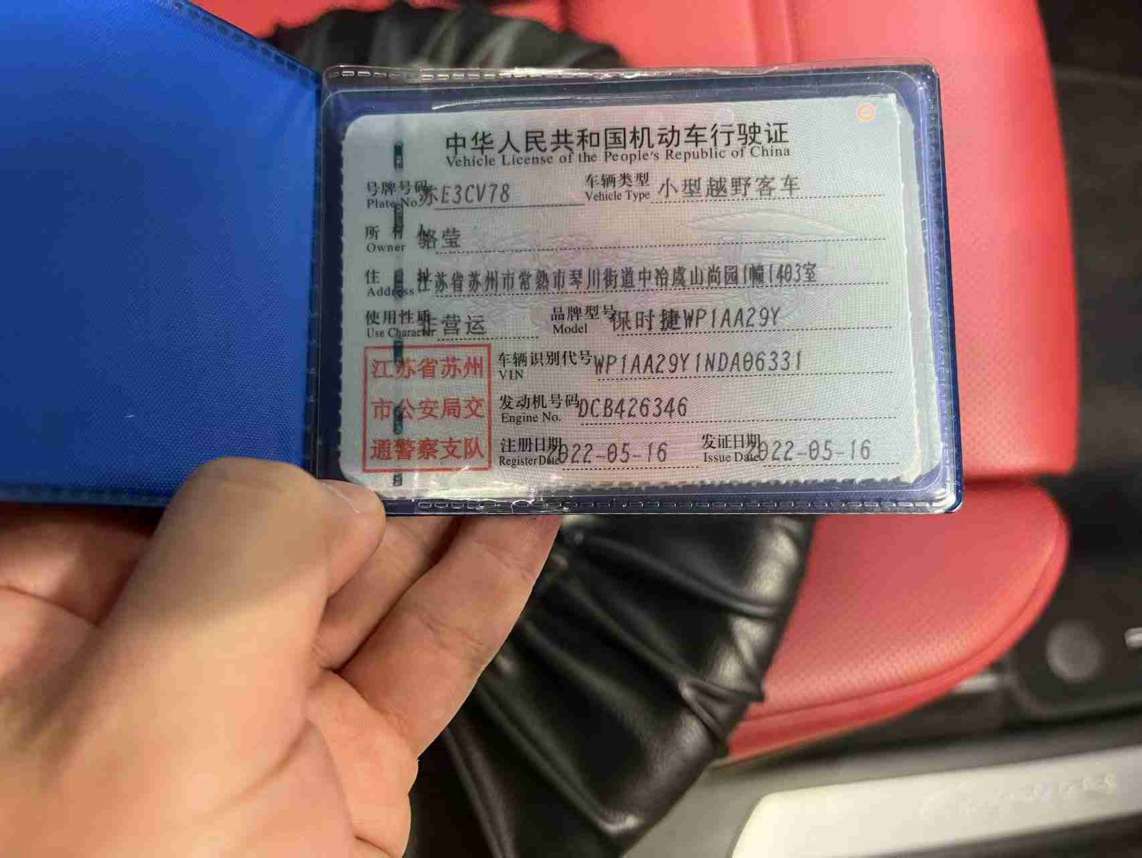 中华人民共和国机动车行驶证
Vehicle License of the People's Republic of China
号牌号码 苏E3CV78 车辆类型 小型越野客车
Plate No. Vehicle Type
所有人 骆莹
Owner
住址 江苏省苏州市常熟市琴川街道中冶虞山尚园1幢1403室
Address
使用性质 非营运 品牌型号 保时捷WP1AA29Y
Use Character Model
江苏省苏州 车辆识别代号 WP1AA29Y1NDA06331
VIN
市公安局交 发动机号码 DCB426346
Engine No.
通警察支队 注册日期 2022-05-16 发证日期 2022-05-16
Register Date Issue Date